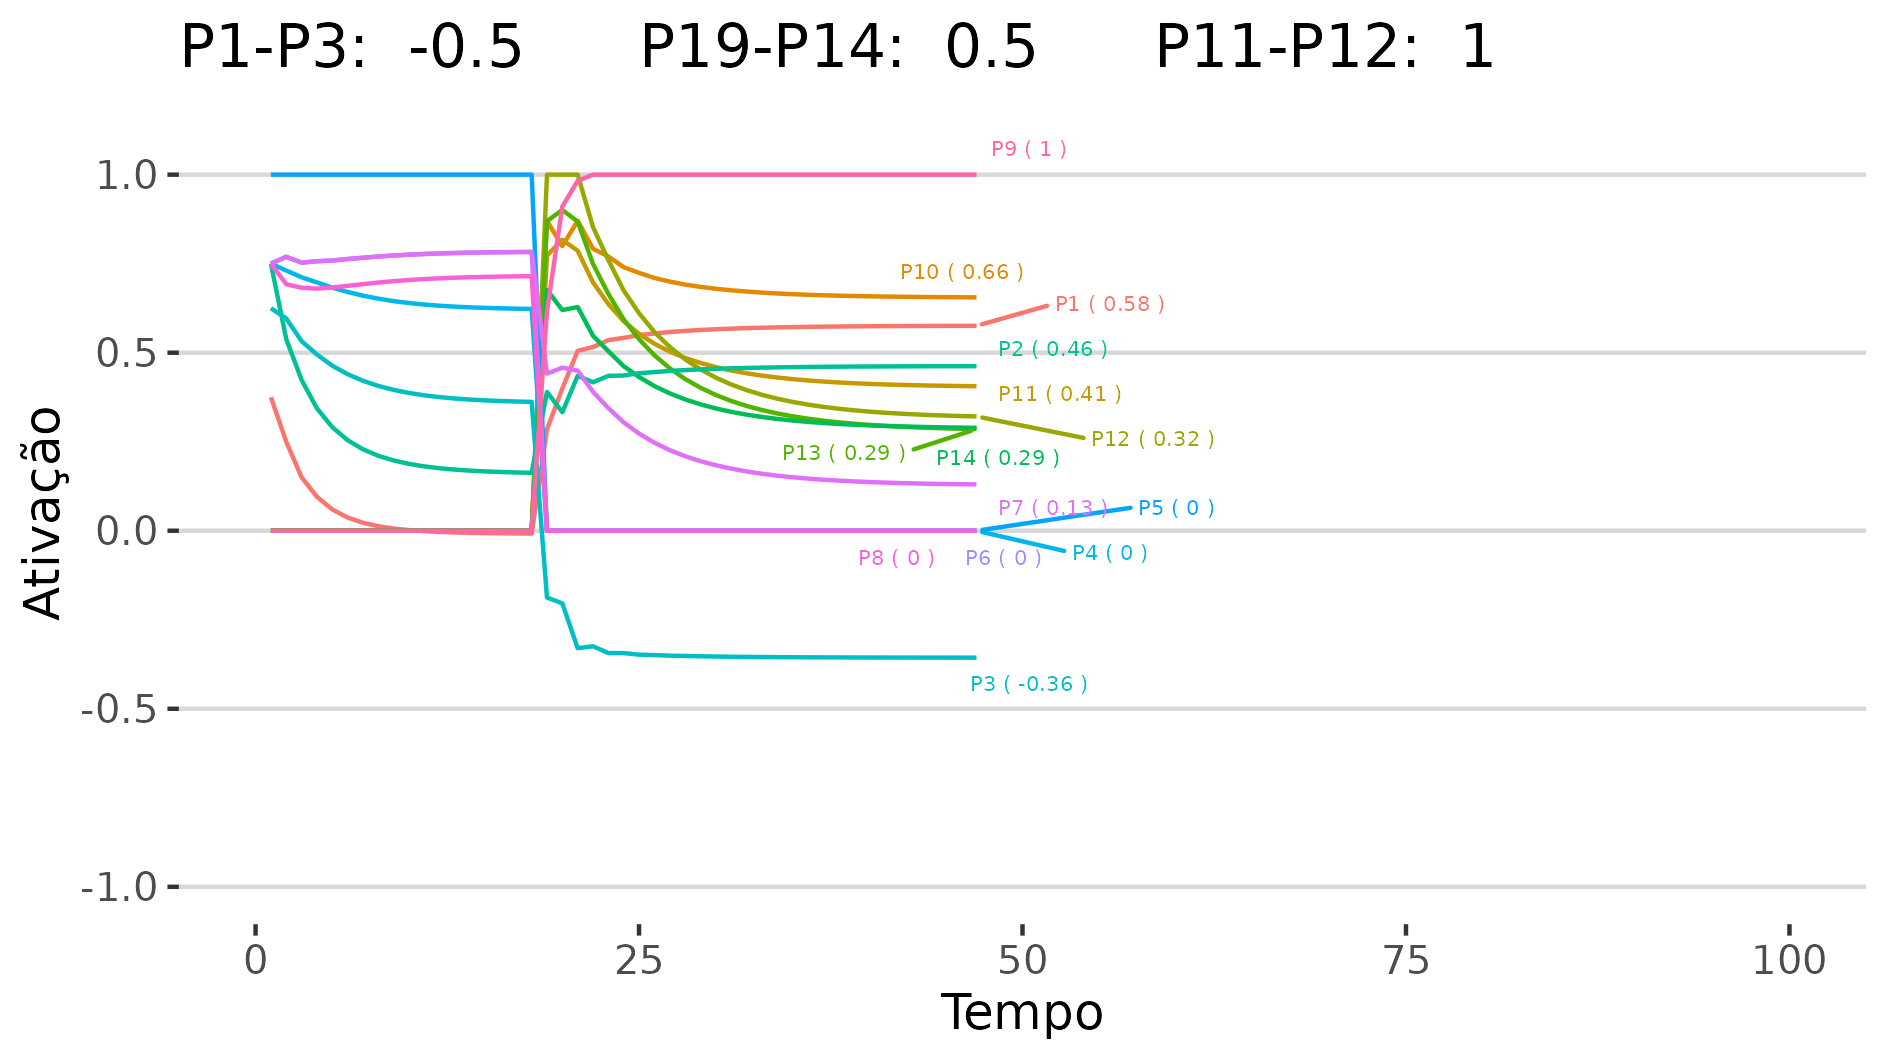 P1-P3: -0.5 P19-P14: 0.5 P11-P12: 1
P9 ( 1 )
1.0
P10 ( 0.66 )
P1 ( 0.58 )
0.5
P2 ( 0.46 )
P11 ( 0.41 )
P12 ( 0.32 )
P13 ( 0.29 )
P14 ( 0.29 )
P7 ( 0.13 )
P5 ( 0 )
0.0
P8 ( 0 )
P6 ( 0 )
P4 ( 0 )
P3 ( -0.36 )
-0.5
-1.0
Ativação
0 25 50 75 100
Tempo